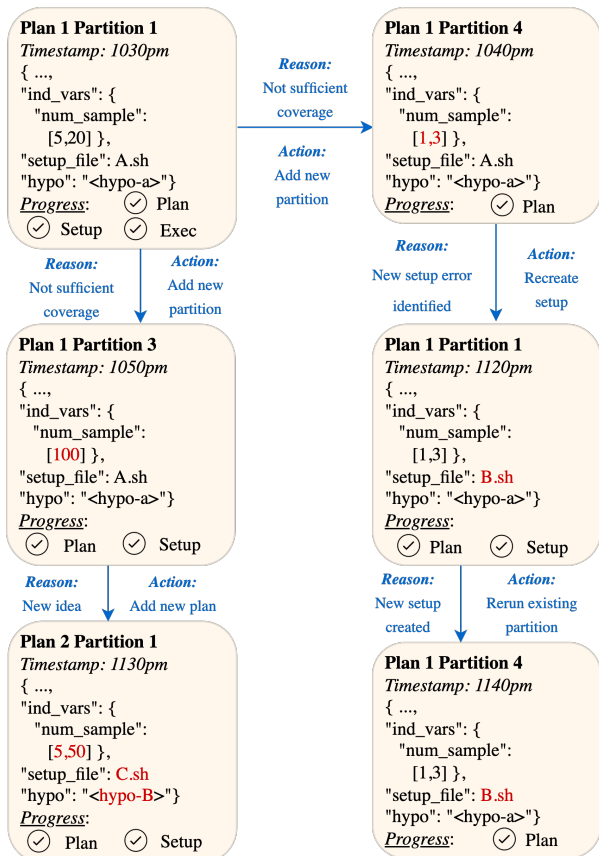 Plan 1 Partition 1
Timestamp: 1030pm
{ ...,
"ind_vars": {
"num_sample":
[5,20] },
"setup_file": A.sh
"hypo": "<hypo-a>"}
Progress: Plan
Setup Exec
Reason:
Not sufficient
coverage
Action:
Add new
partition
Plan 1 Partition 4
Timestamp: 1040pm
{ ...,
"ind_vars": {
"num_sample":
[1,3] },
"setup_file": A.sh
"hypo": "<hypo-a>"}
Progress: Plan
Reason:
Not sufficient
coverage
Action:
Add new
partition
Reason:
New setup error
identified
Action:
Recreate
setup
Plan 1 Partition 3
Timestamp: 1050pm
{ ...,
"ind_vars": {
"num_sample":
[100] },
"setup_file": A.sh
"hypo": "<hypo-a>"}
Progress:
Plan Setup
Plan 1 Partition 1
Timestamp: 1120pm
{ ...,
"ind_vars": {
"num_sample":
[1,3] },
"setup_file": B.sh
"hypo": "<hypo-a>"}
Progress:
Plan Setup
Reason:
New idea
Action:
Add new plan
Reason:
New setup
created
Action:
Rerun existing
partition
Plan 2 Partition 1
Timestamp: 1130pm
{ ...,
"ind_vars": {
"num_sample":
[5,50] },
"setup_file": C.sh
"hypo": "<hypo-B>"}
Progress:
Plan Setup
Plan 1 Partition 4
Timestamp: 1140pm
{ ...,
"ind_vars": {
"num_sample":
[1,3] },
"setup_file": B.sh
"hypo": "<hypo-a>"}
Progress: Plan